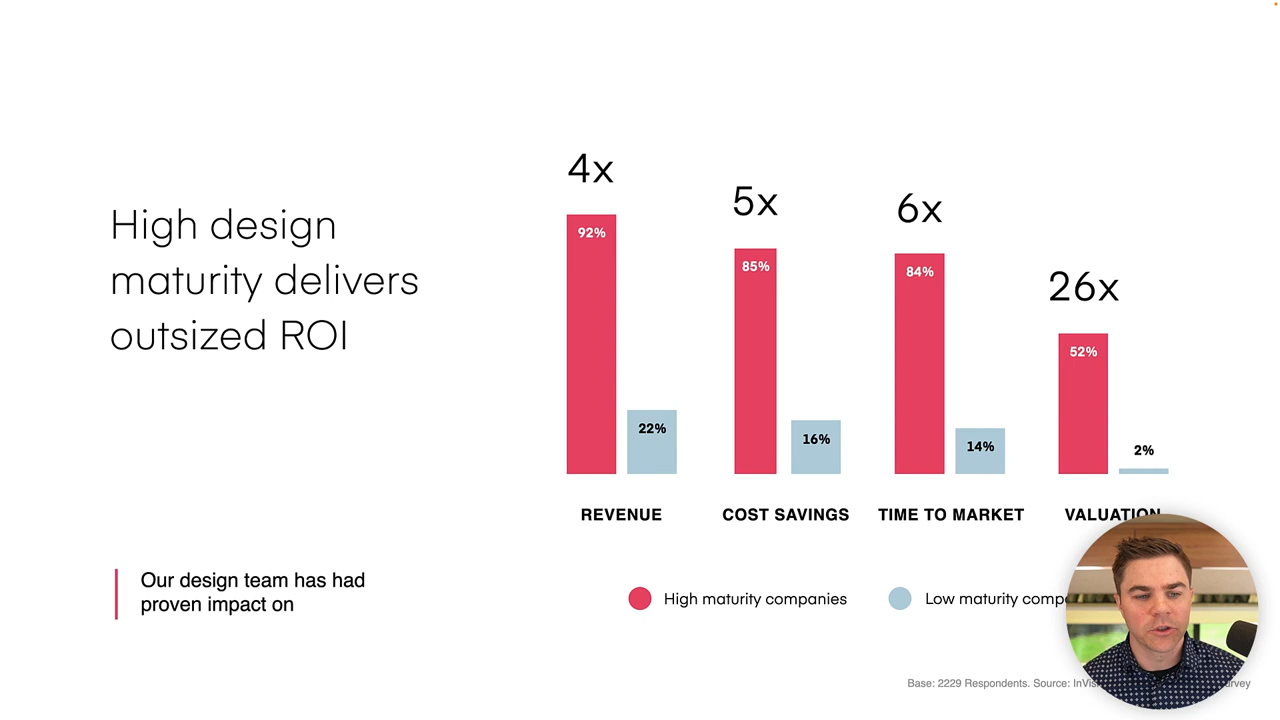 High design
maturity delivers
outsized ROI
4x
5x
6x
26x
92%
22%
85%
16%
84%
14%
52%
2%
REVENUE
COST SAVINGS
TIME TO MARKET
VALUATION
Our design team has had
proven impact on
High maturity companies
Low maturity
Base: 2229 Respondents. Source: